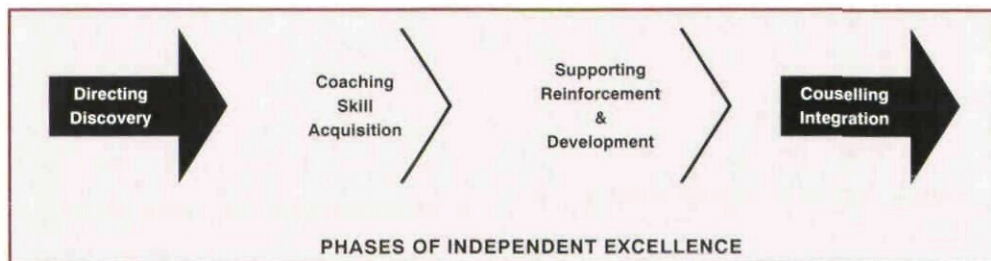 Directing
Discovery
Coaching
Skill
Acquisition
Supporting
Reinforcement
&
Development
Couselling
Integration
PHASES OF INDEPENDENT EXCELLENCE